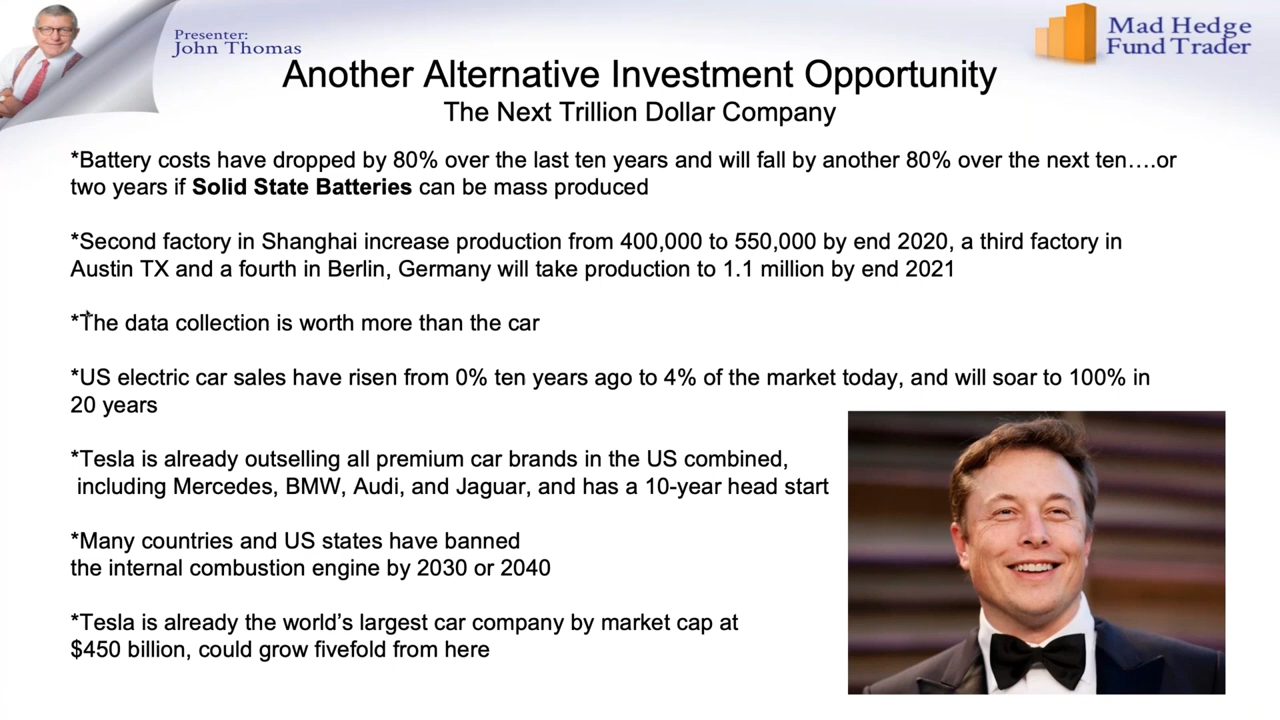 Presenter:
John Thomas
Mad Hedge
Fund Trader
Another Alternative Investment Opportunity
The Next Trillion Dollar Company
*Battery costs have dropped by 80% over the last ten years and will fall by another 80% over the next ten….or
two years if Solid State Batteries can be mass produced
*Second factory in Shanghai increase production from 400,000 to 550,000 by end 2020, a third factory in
Austin TX and a fourth in Berlin, Germany will take production to 1.1 million by end 2021
*The data collection is worth more than the car
*US electric car sales have risen from 0% ten years ago to 4% of the market today, and will soar to 100% in
20 years
*Tesla is already outselling all premium car brands in the US combined,
including Mercedes, BMW, Audi, and Jaguar, and has a 10-year head start
*Many countries and US states have banned
the internal combustion engine by 2030 or 2040
*Tesla is already the world’s largest car company by market cap at
$450 billion, could grow fivefold from here